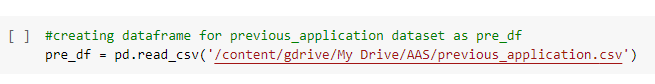 [ ] #creating dataframe for previous_application dataset as pre_df
pre_df = pd.read_csv('/content/gdrive/My Drive/AAS/previous_application.csv')